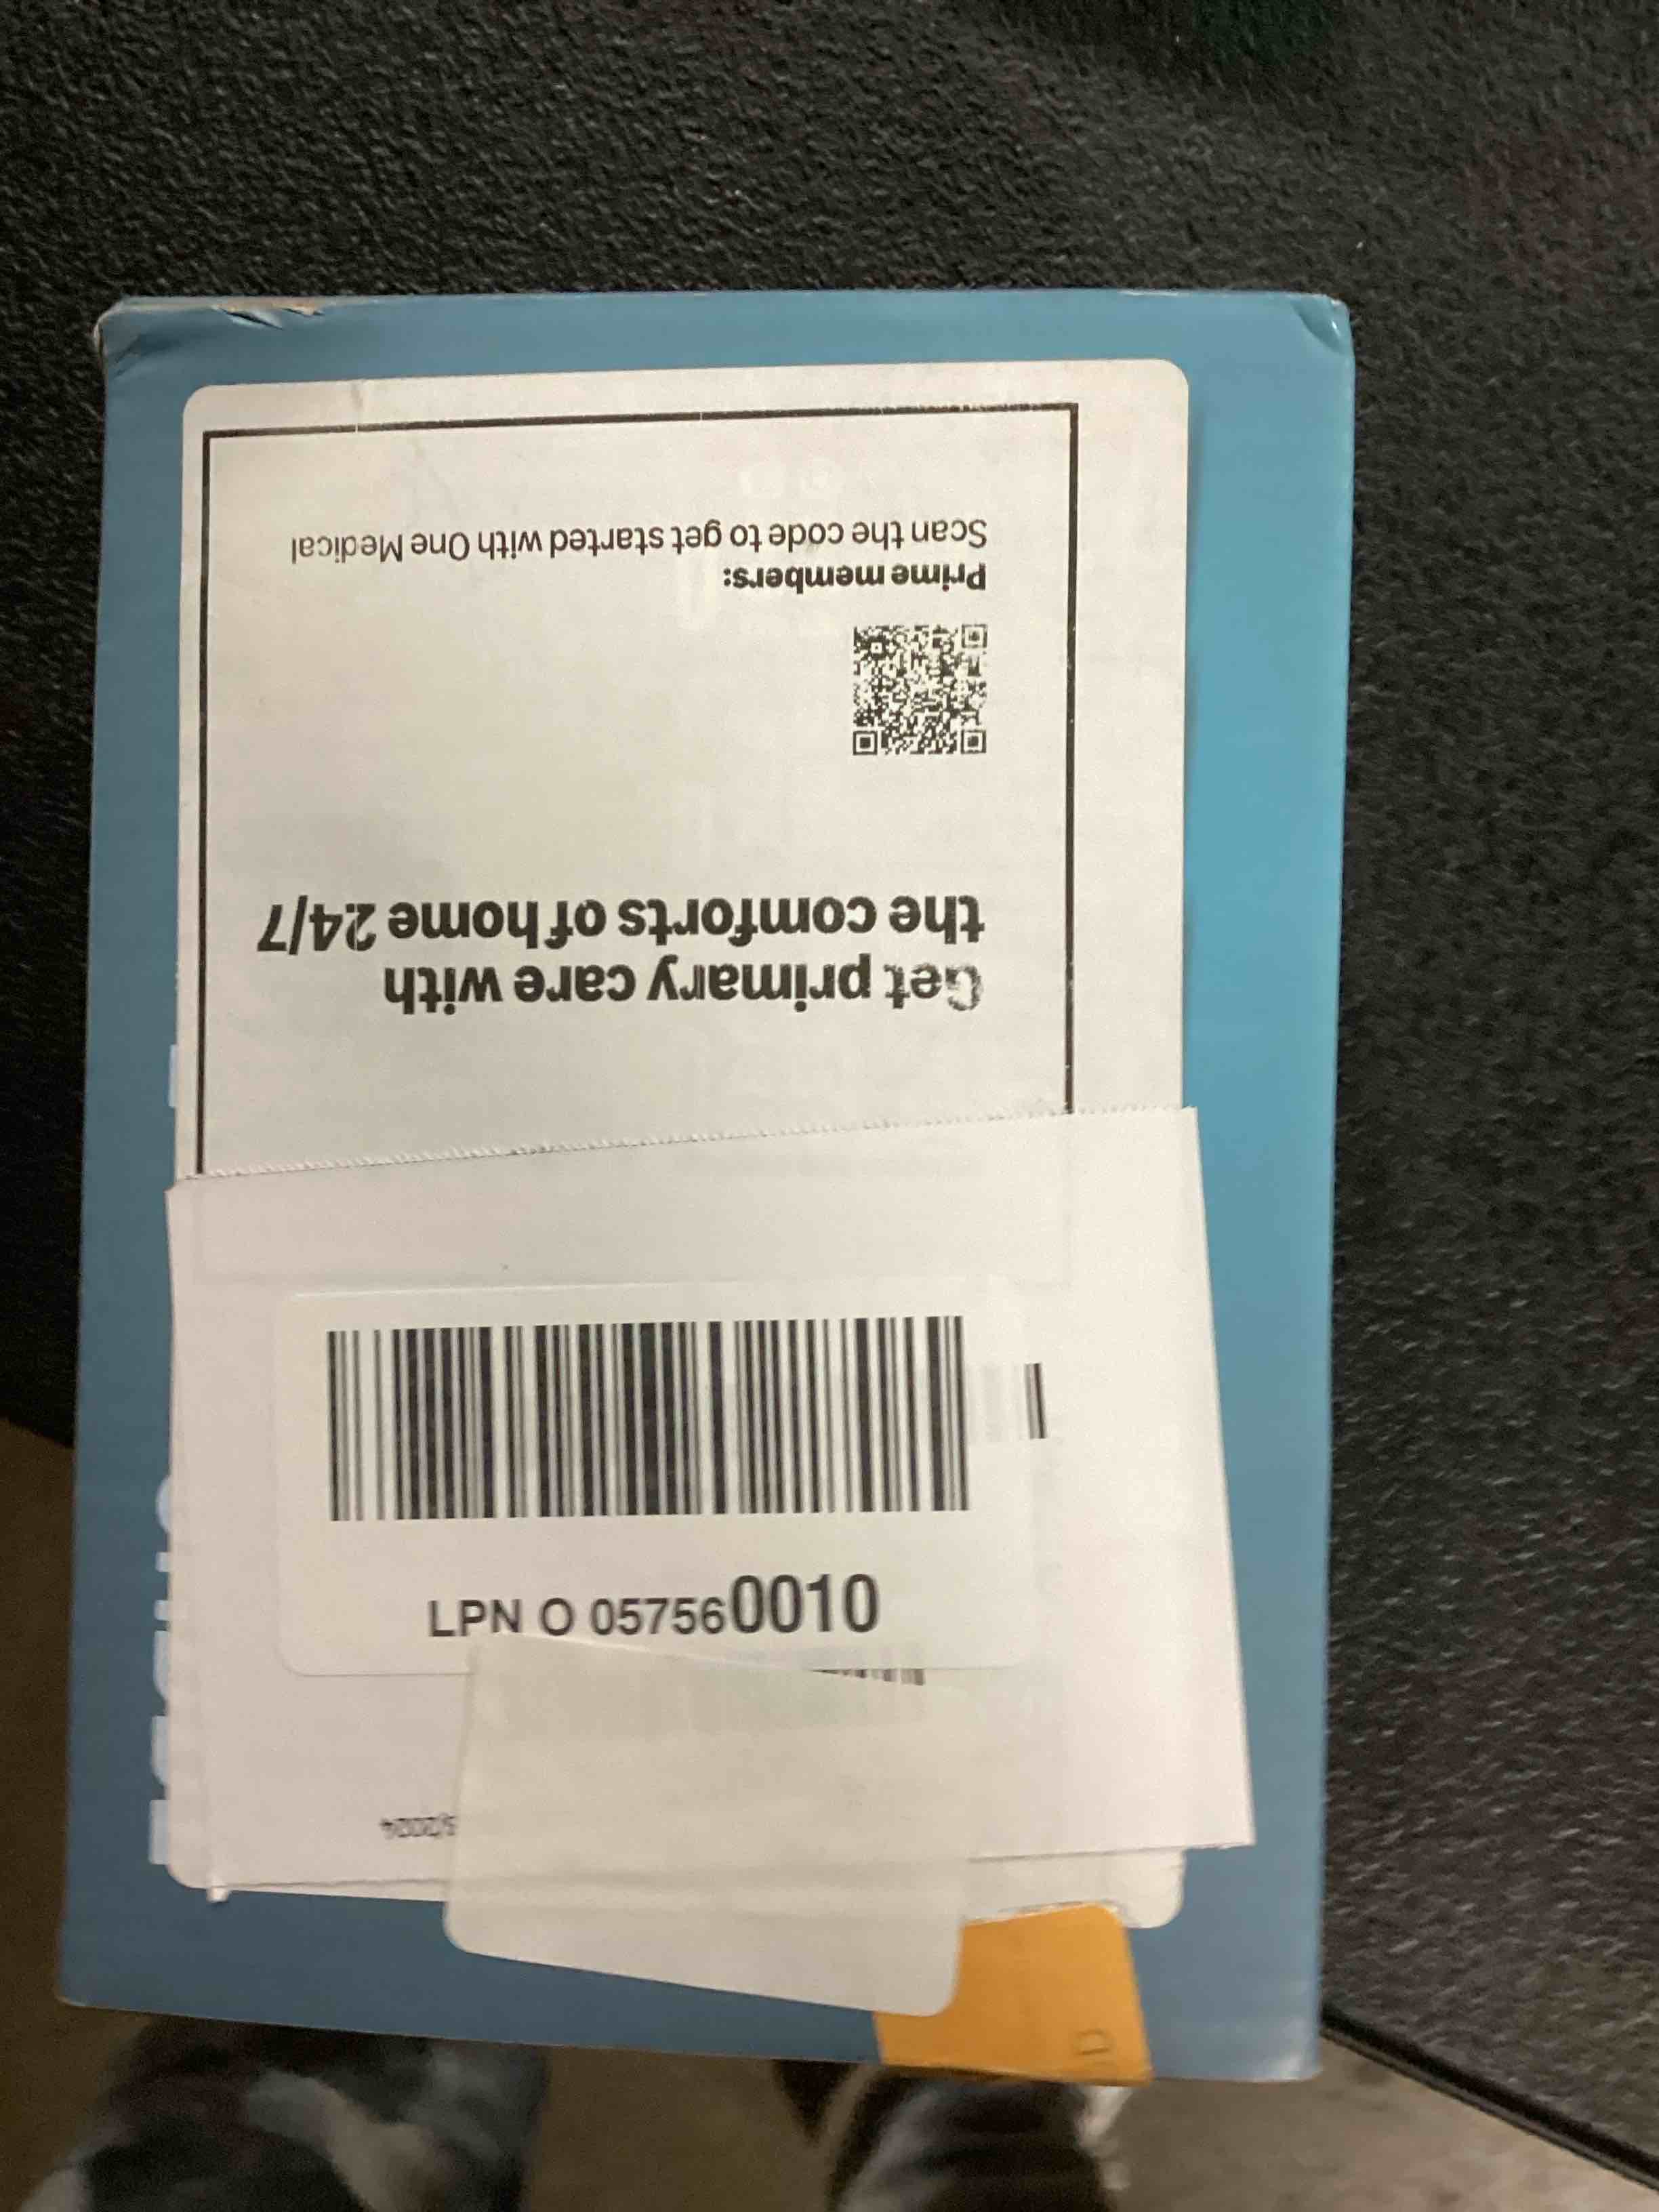 Get primary care with
the comforts of home 24/7
Prime members:
Scan the code to get started with One Medical
LPN O 0575600010